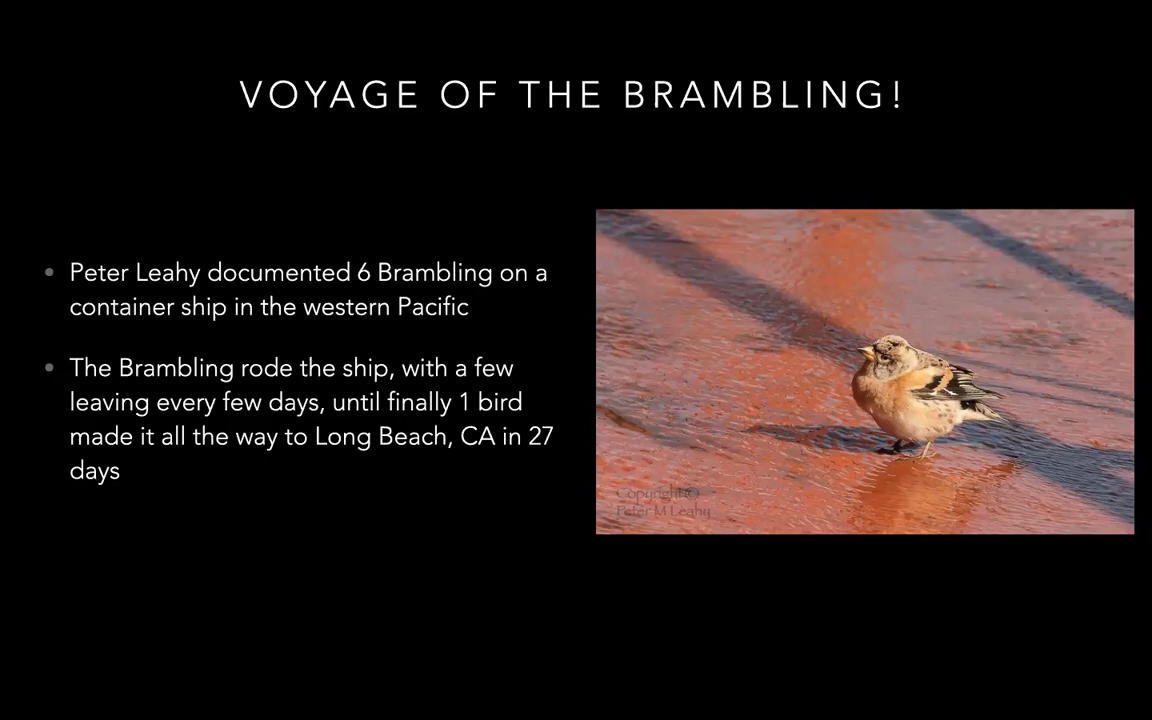 VOYAGE OF THE BRAMBLING!
• Peter Leahy documented 6 Brambling on a
container ship in the western Pacific
• The Brambling rode the ship, with a few
leaving every few days, until finally 1 bird
made it all the way to Long Beach, CA in 27
days
Copyright©
Peter M Leahy